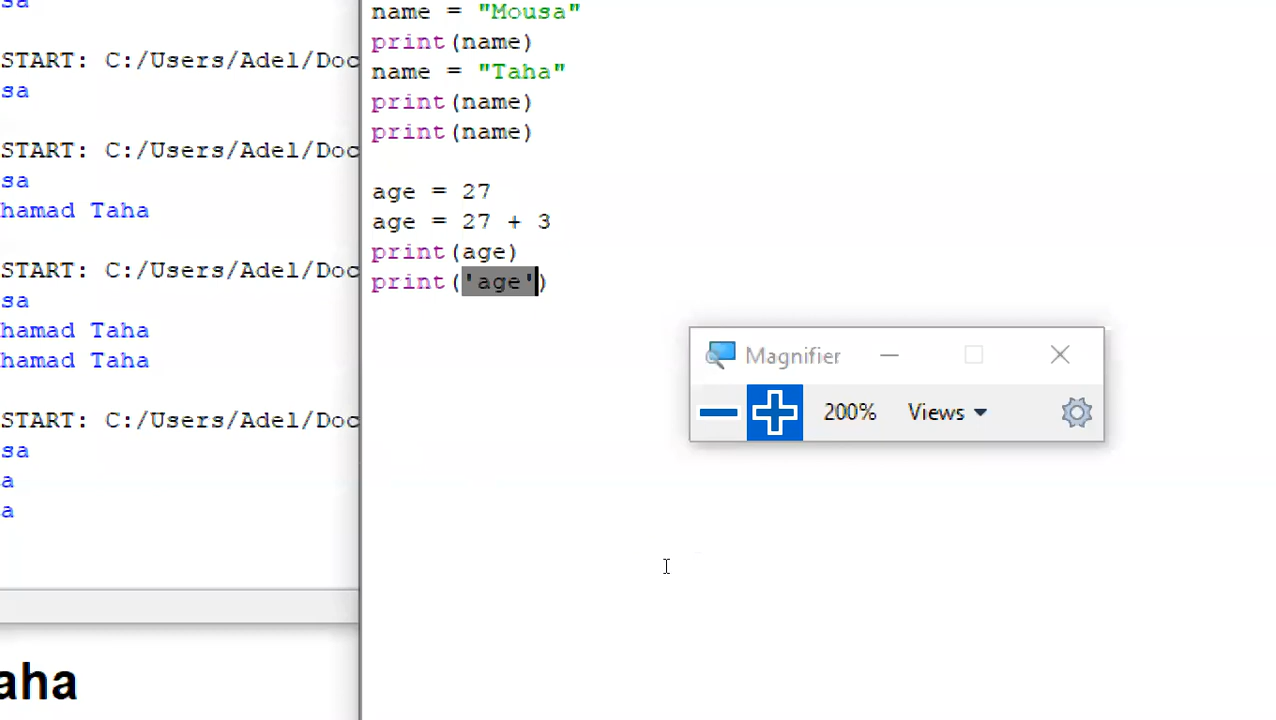 sa
START: C:/Users/Adel/Doc
sa
START: C:/Users/Adel/Doc
sa
hamad Taha
START: C:/Users/Adel/Doc
sa
hamad Taha
hamad Taha
START: C:/Users/Adel/Doc
sa
a
a
aha
name = "Mousa"
print(name)
name = "Taha"
print(name)
print(name)
age = 27
age = 27 + 3
print(age)
print('age')
Magnifier
200% Views